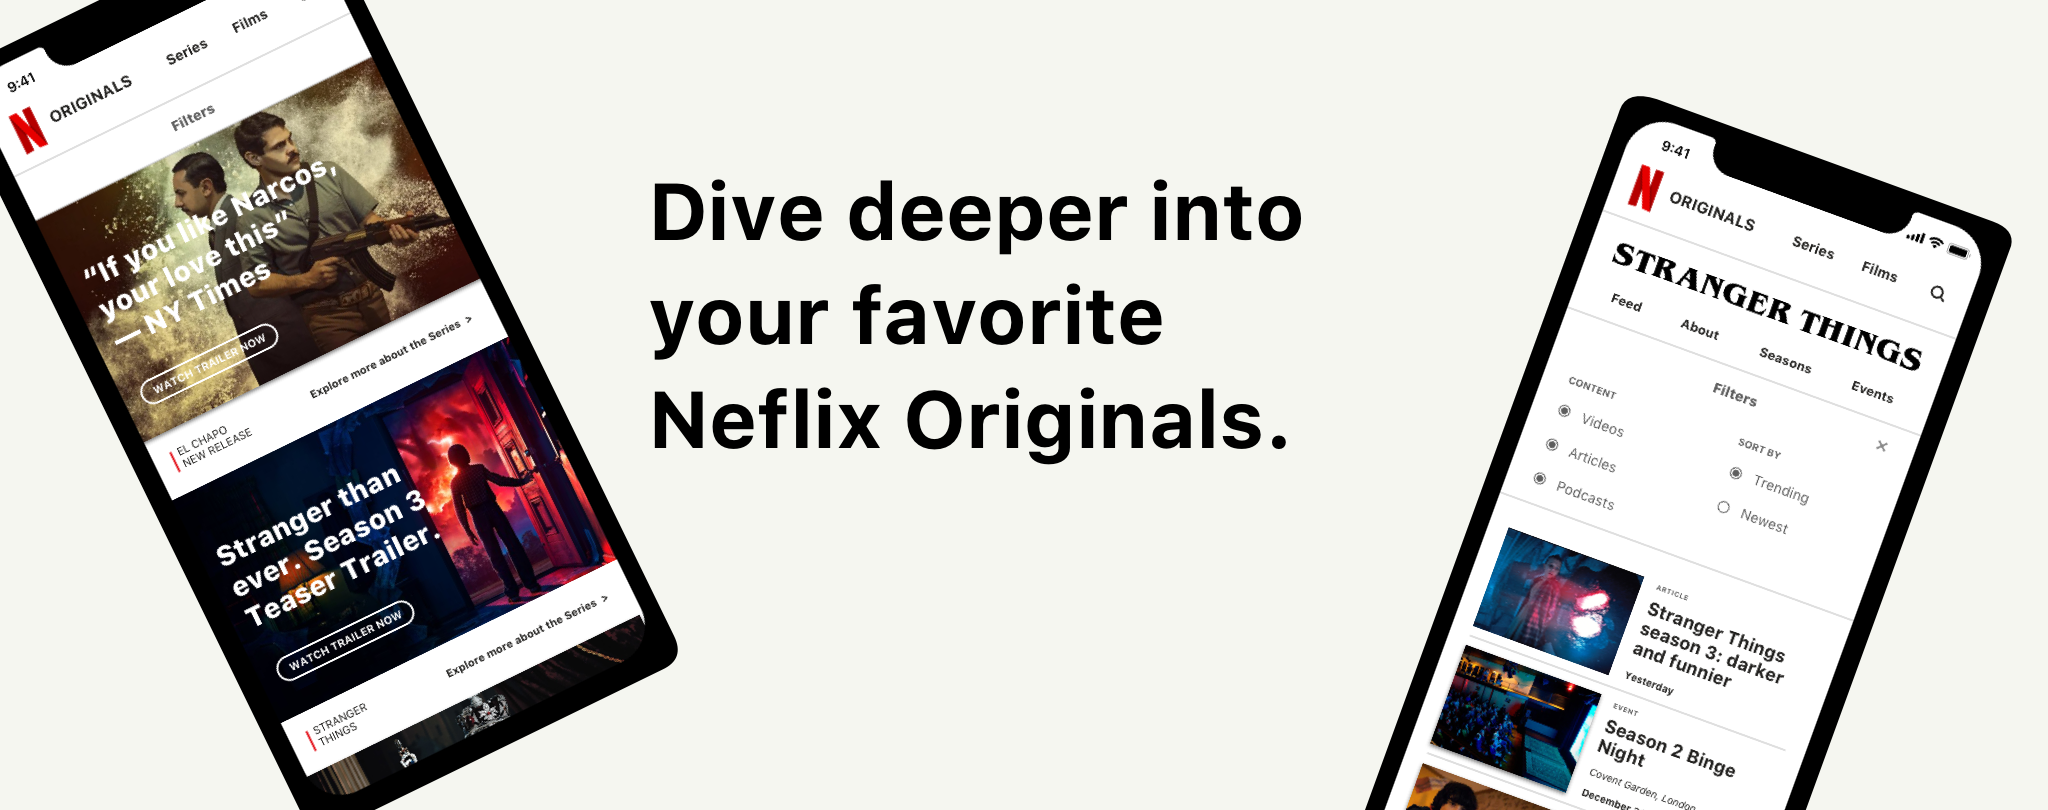 9:41
Series
Films
N ORIGINALS
Filters
“If you like Narcos,
your love this”
— NY Times
WATCH TRAILER NOW
Explore more about the Series >
EL CHAPO
NEW RELEASE
Stranger than
ever. Season 3
Teaser Trailer.
WATCH TRAILER NOW
Explore more about the Series >
STRANGER
THINGS
Dive deeper into
your favorite
Neflix Originals.
9:41
N ORIGINALS
Series
Films
STRANGER THINGS
Feed
About
Seasons
Events
Filters
CONTENT
Videos
Articles
Podcasts
SORT BY
Trending
Newest
ARTICLE
Stranger Things
season 3: darker
and funnier
Yesterday
EVENT
Season 2 Binge
Night
Covent Garden, London
December